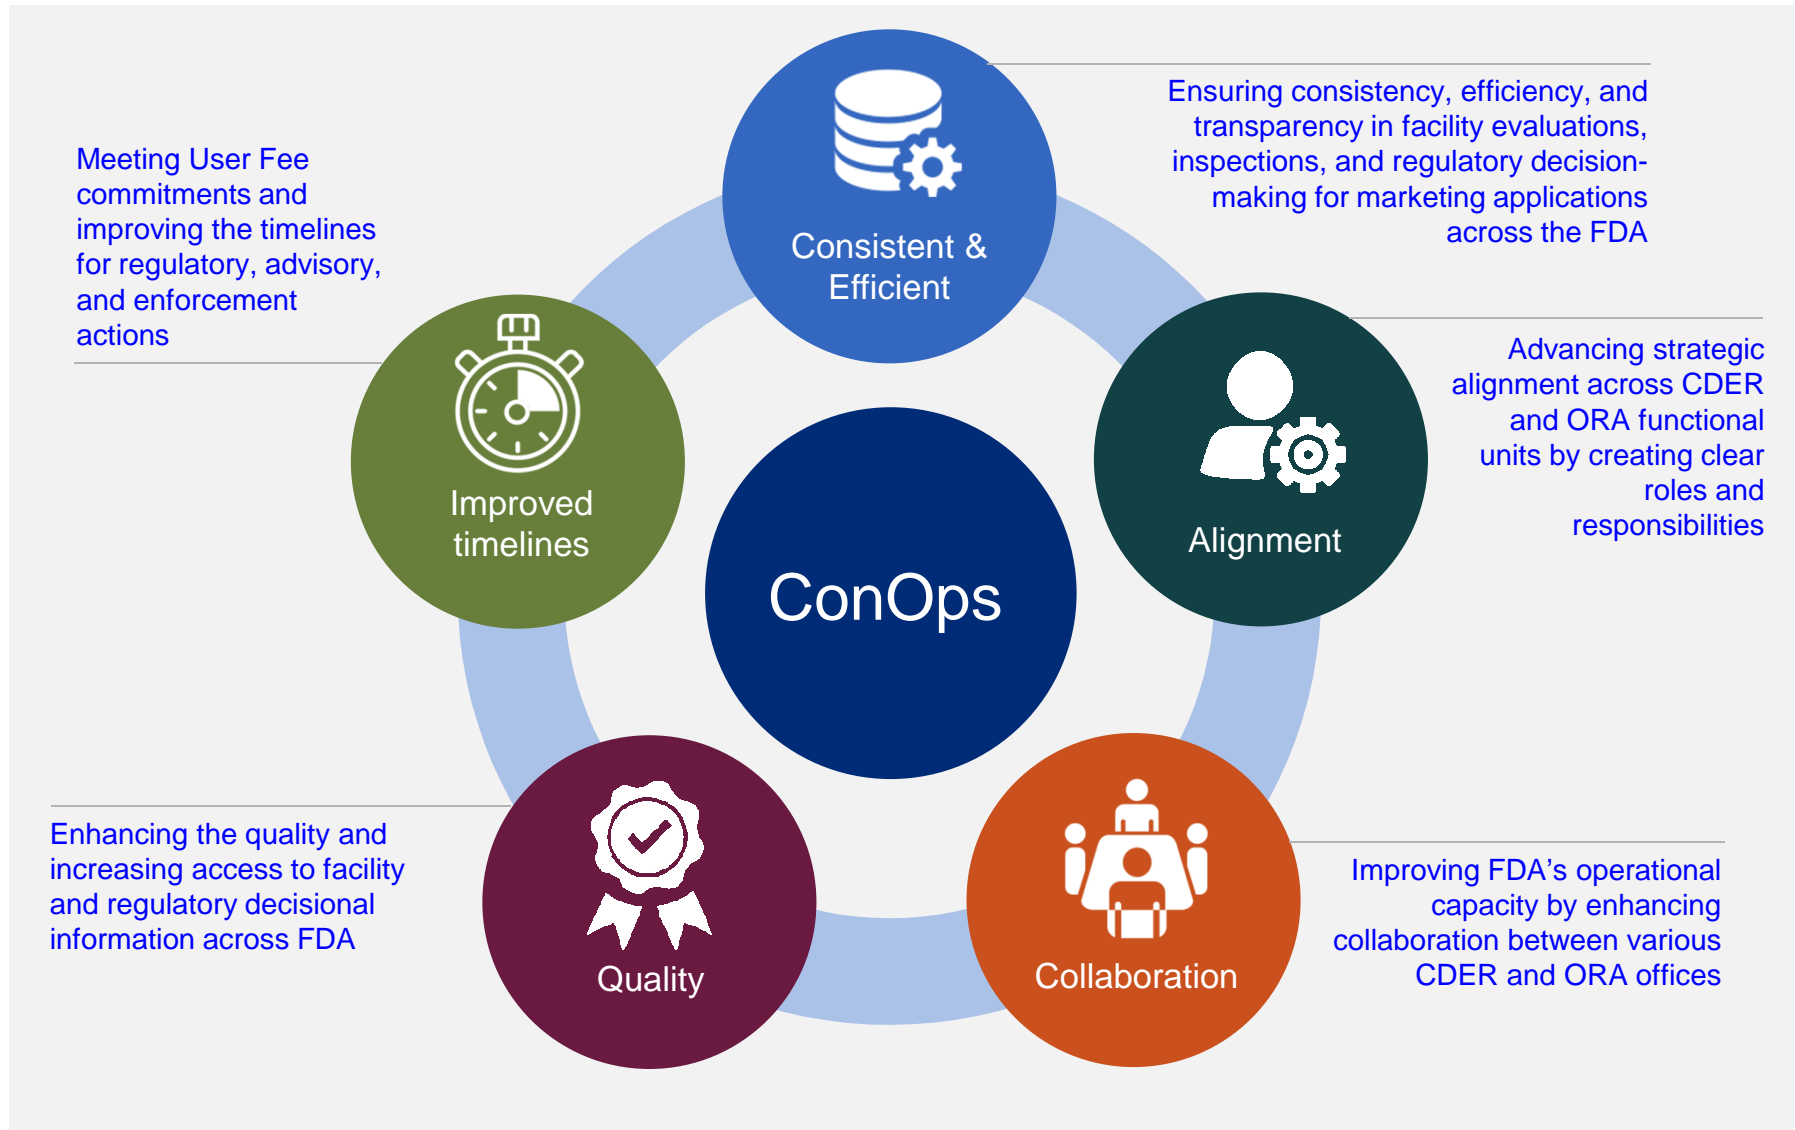 Consistent &
Efficient
Ensuring consistency, efficiency, and
transparency in facility evaluations,
inspections, and regulatory decision-
making for marketing applications
across the FDA
Alignment
Advancing strategic
alignment across CDER
and ORA functional
units by creating clear
roles and
responsibilities
Collaboration
Improving FDA’s operational
capacity by enhancing
collaboration between various
CDER and ORA offices
Quality
Enhancing the quality and
increasing access to facility
and regulatory decisional
information across FDA
Improved
timelines
Meeting User Fee
commitments and
improving the timelines
for regulatory, advisory,
and enforcement
actions
ConOps